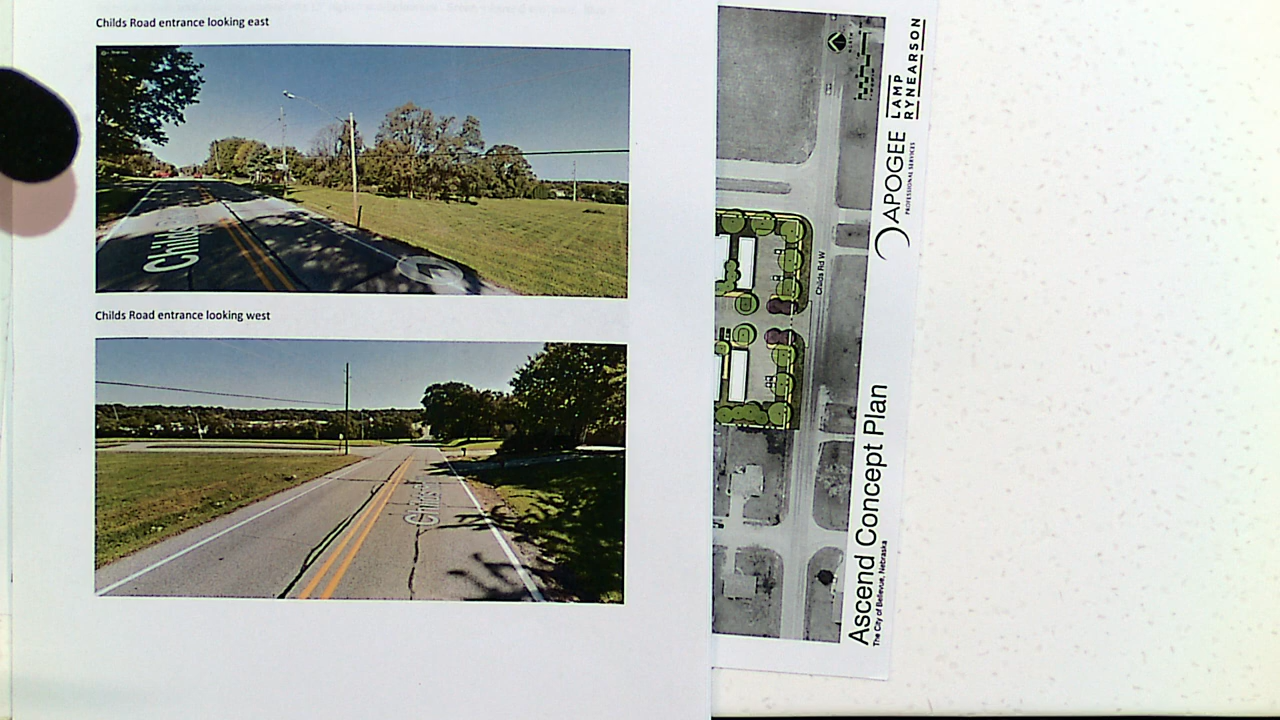 Childs Road entrance looking east
Childs
Childs Road entrance looking west
Childs
Childs Rd W
Ascend Concept Plan
The City of Bellevue, Nebraska
APOGEE
PROFESSIONAL SERVICES
LAMP
RYNEARSON